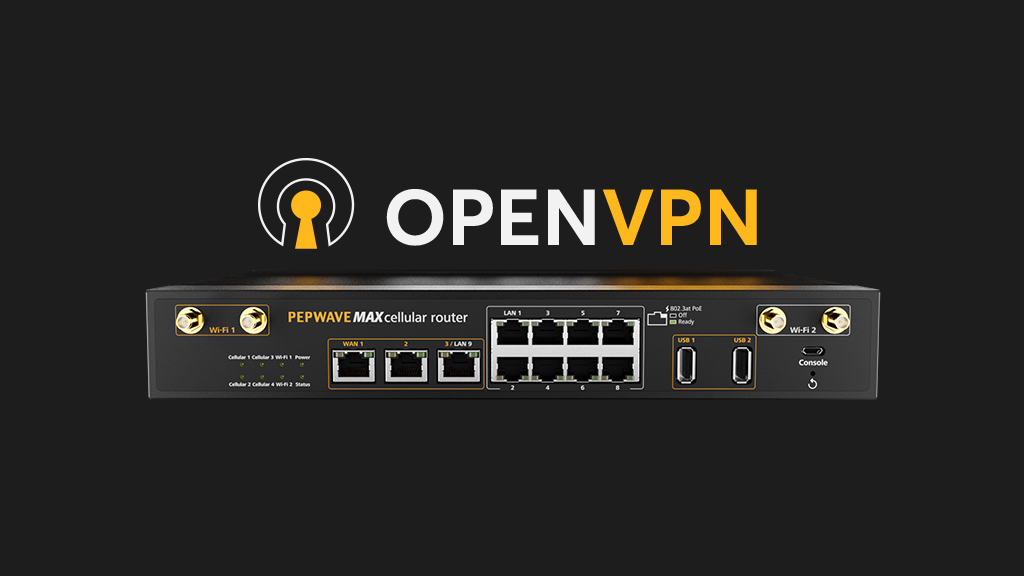 OPENVPN
PEPWAVE MAX cellular router
Wi-Fi 1
WAN 1 2 3 / LAN 9
Cellular 1 Cellular 3 Wi-Fi 1 Power
Cellular 2 Cellular 4 Wi-Fi 2 Status
LAN 1 3 5 7
2 4 6 8
802.3at PoE
Off
Ready
USB 1 USB 2
Wi-Fi 2
Console